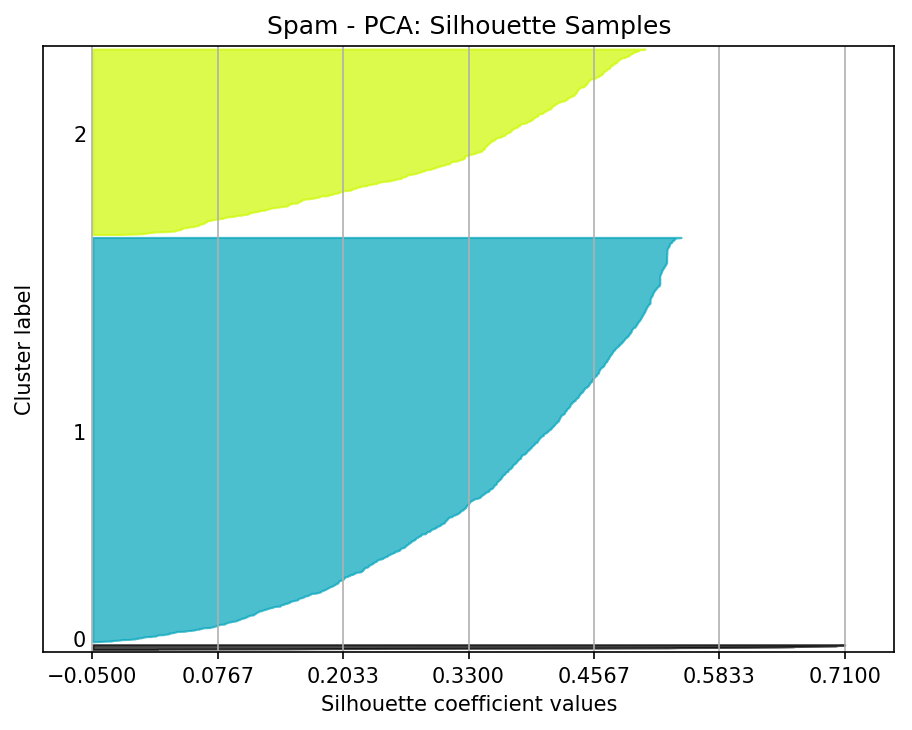 Spam - PCA: Silhouette Samples
2
1
0
Cluster label
−0.0500 0.0767 0.2033 0.3300 0.4567 0.5833 0.7100
Silhouette coefficient values